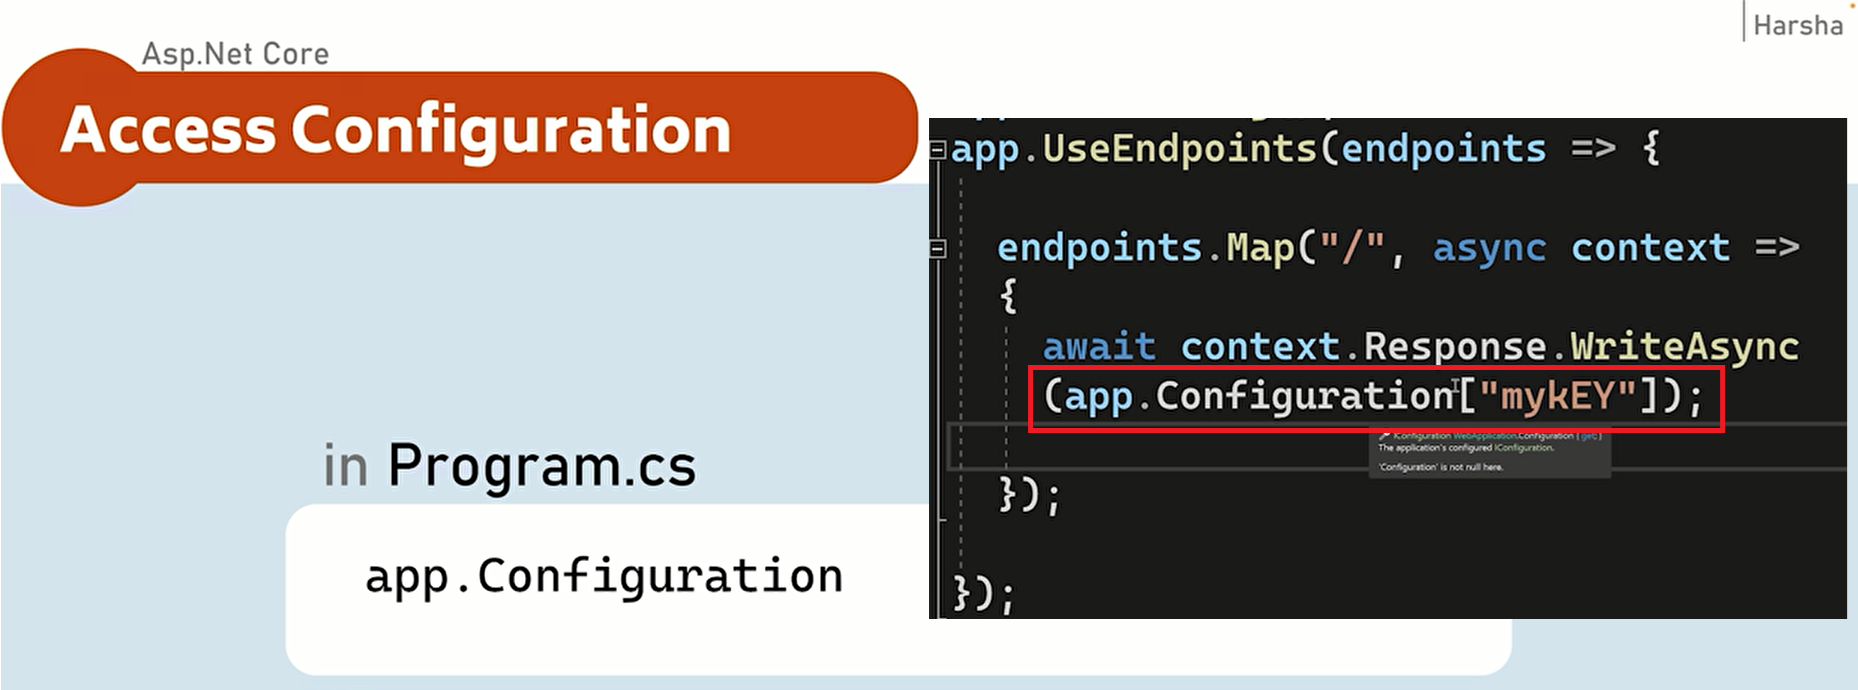 Harsha
Asp.Net Core
Access Configuration
in Program.cs
app.Configuration
app.UseEndpoints(endpoints => {
endpoints.Map("/", async context =>
{
await context.Response.WriteAsync
(app.Configuration["mykEY"]);
IConfiguration WebApplication.Configuration { get; }
The application's configured IConfiguration.
'Configuration' is not null here.
});
});